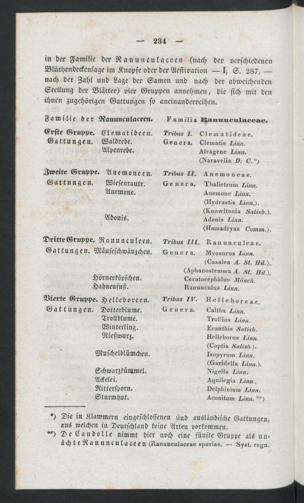 — 234 —
in der Familie der Ranunculaceen (nach der verschiedenen
Blüthendeckenlage im Knopfe oder der Aestivation — I, S. 287, —
nach der Zahl und Lage der Samen und nach der abweichenden
Stellung der Blätter) vier Gruppen annehmen, die sich mit den
ihnen zugehörigen Gattungen so aneinanderreihen.
Familie der Ranunculaceen. Familia Ranunculaceae.
Erste Gruppe. Clematideen. Tribus I. Clematideae.
Gattungen. Waldrebe. Genera. Clematis Linn.
Alpenrebe. Atragene Linn.
(Naravelia D. C.*)
Zweite Gruppe. Anemoneen. Tribus II. Anemoneae.
Gattungen. Wiesenraute. Genera. Thalictrum Linn.
Anemone. Anemone Linn.
(Hydrastis Linn.).
(Knowltonia Salisb.).
Adonis. Adonis Linn.
(Hamadryas Comm.).
Dritte Gruppe. Ranunculeen. Tribus III. Ranunculeae.
Gattungen. Mäuseschwänzchen. Genera. Myosurus Linn.
(Casalea A. St. Hil.),
(Aphanostemma A. St. Hil.),
Hörnerköpfchen. Ceratocephalus Mönch.
Hahnenfuß. Ranunculus Linn.
Vierte Gruppe. Helleboreen. Tribus IV. Helleboreae.
Gattungen. Dotterblume. Genera. Caltha Linn.
Trollblume. Trollius Linn.
Winterling. Eranthis Salisb.
Nießwurz. Helleborus Linn.
(Coptis Salisb.).
Muschelblümchen. Isopyrum Linn.
(Garidella Linn.).
Schwarzkümmel. Nigella Linn.
Ackelei. Aquilegia Linn.
Rittersporn. Delphinium Linn.
Sturmhut. Aconitum Linn. **)
*) Die in Klammern eingeschlossenen sind ausländische Gattungen,
aus welchen in Deutschland keine Arten vorkommen.
**) DeCandolle nimmt hier noch eine fünfte Gruppe als un-
ächte Ranunculaceen (Ranunculaceae spuriae. — Syst. regn.